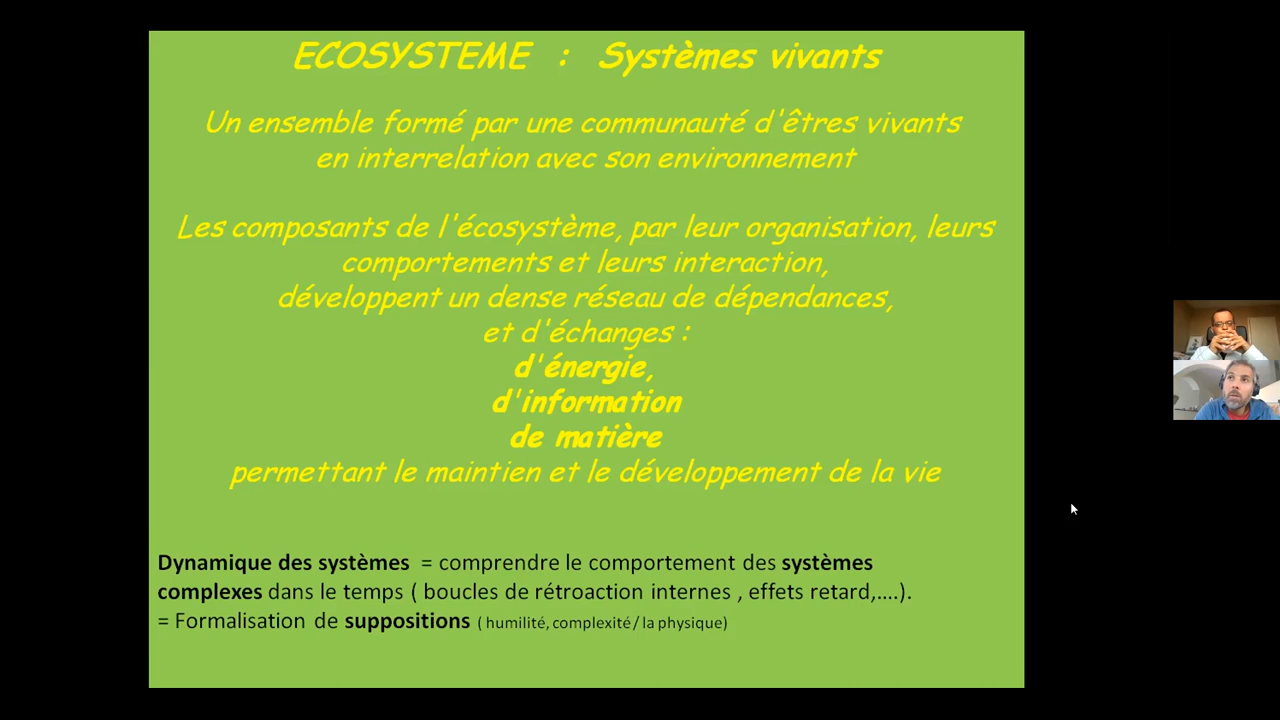 ECOSYSTEME : Systèmes vivants
Un ensemble formé par une communauté d'êtres vivants
en interrelation avec son environnement
Les composants de l'écosystème, par leur organisation, leurs
comportements et leurs interaction,
développent un dense réseau de dépendances,
et d'échanges :
d'énergie,
d'information
de matière
permettant le maintien et le développement de la vie
Dynamique des systèmes = comprendre le comportement des systèmes
complexes dans le temps ( boucles de rétroaction internes , effets retard,....).
= Formalisation de suppositions ( humilité, complexité / la physique)